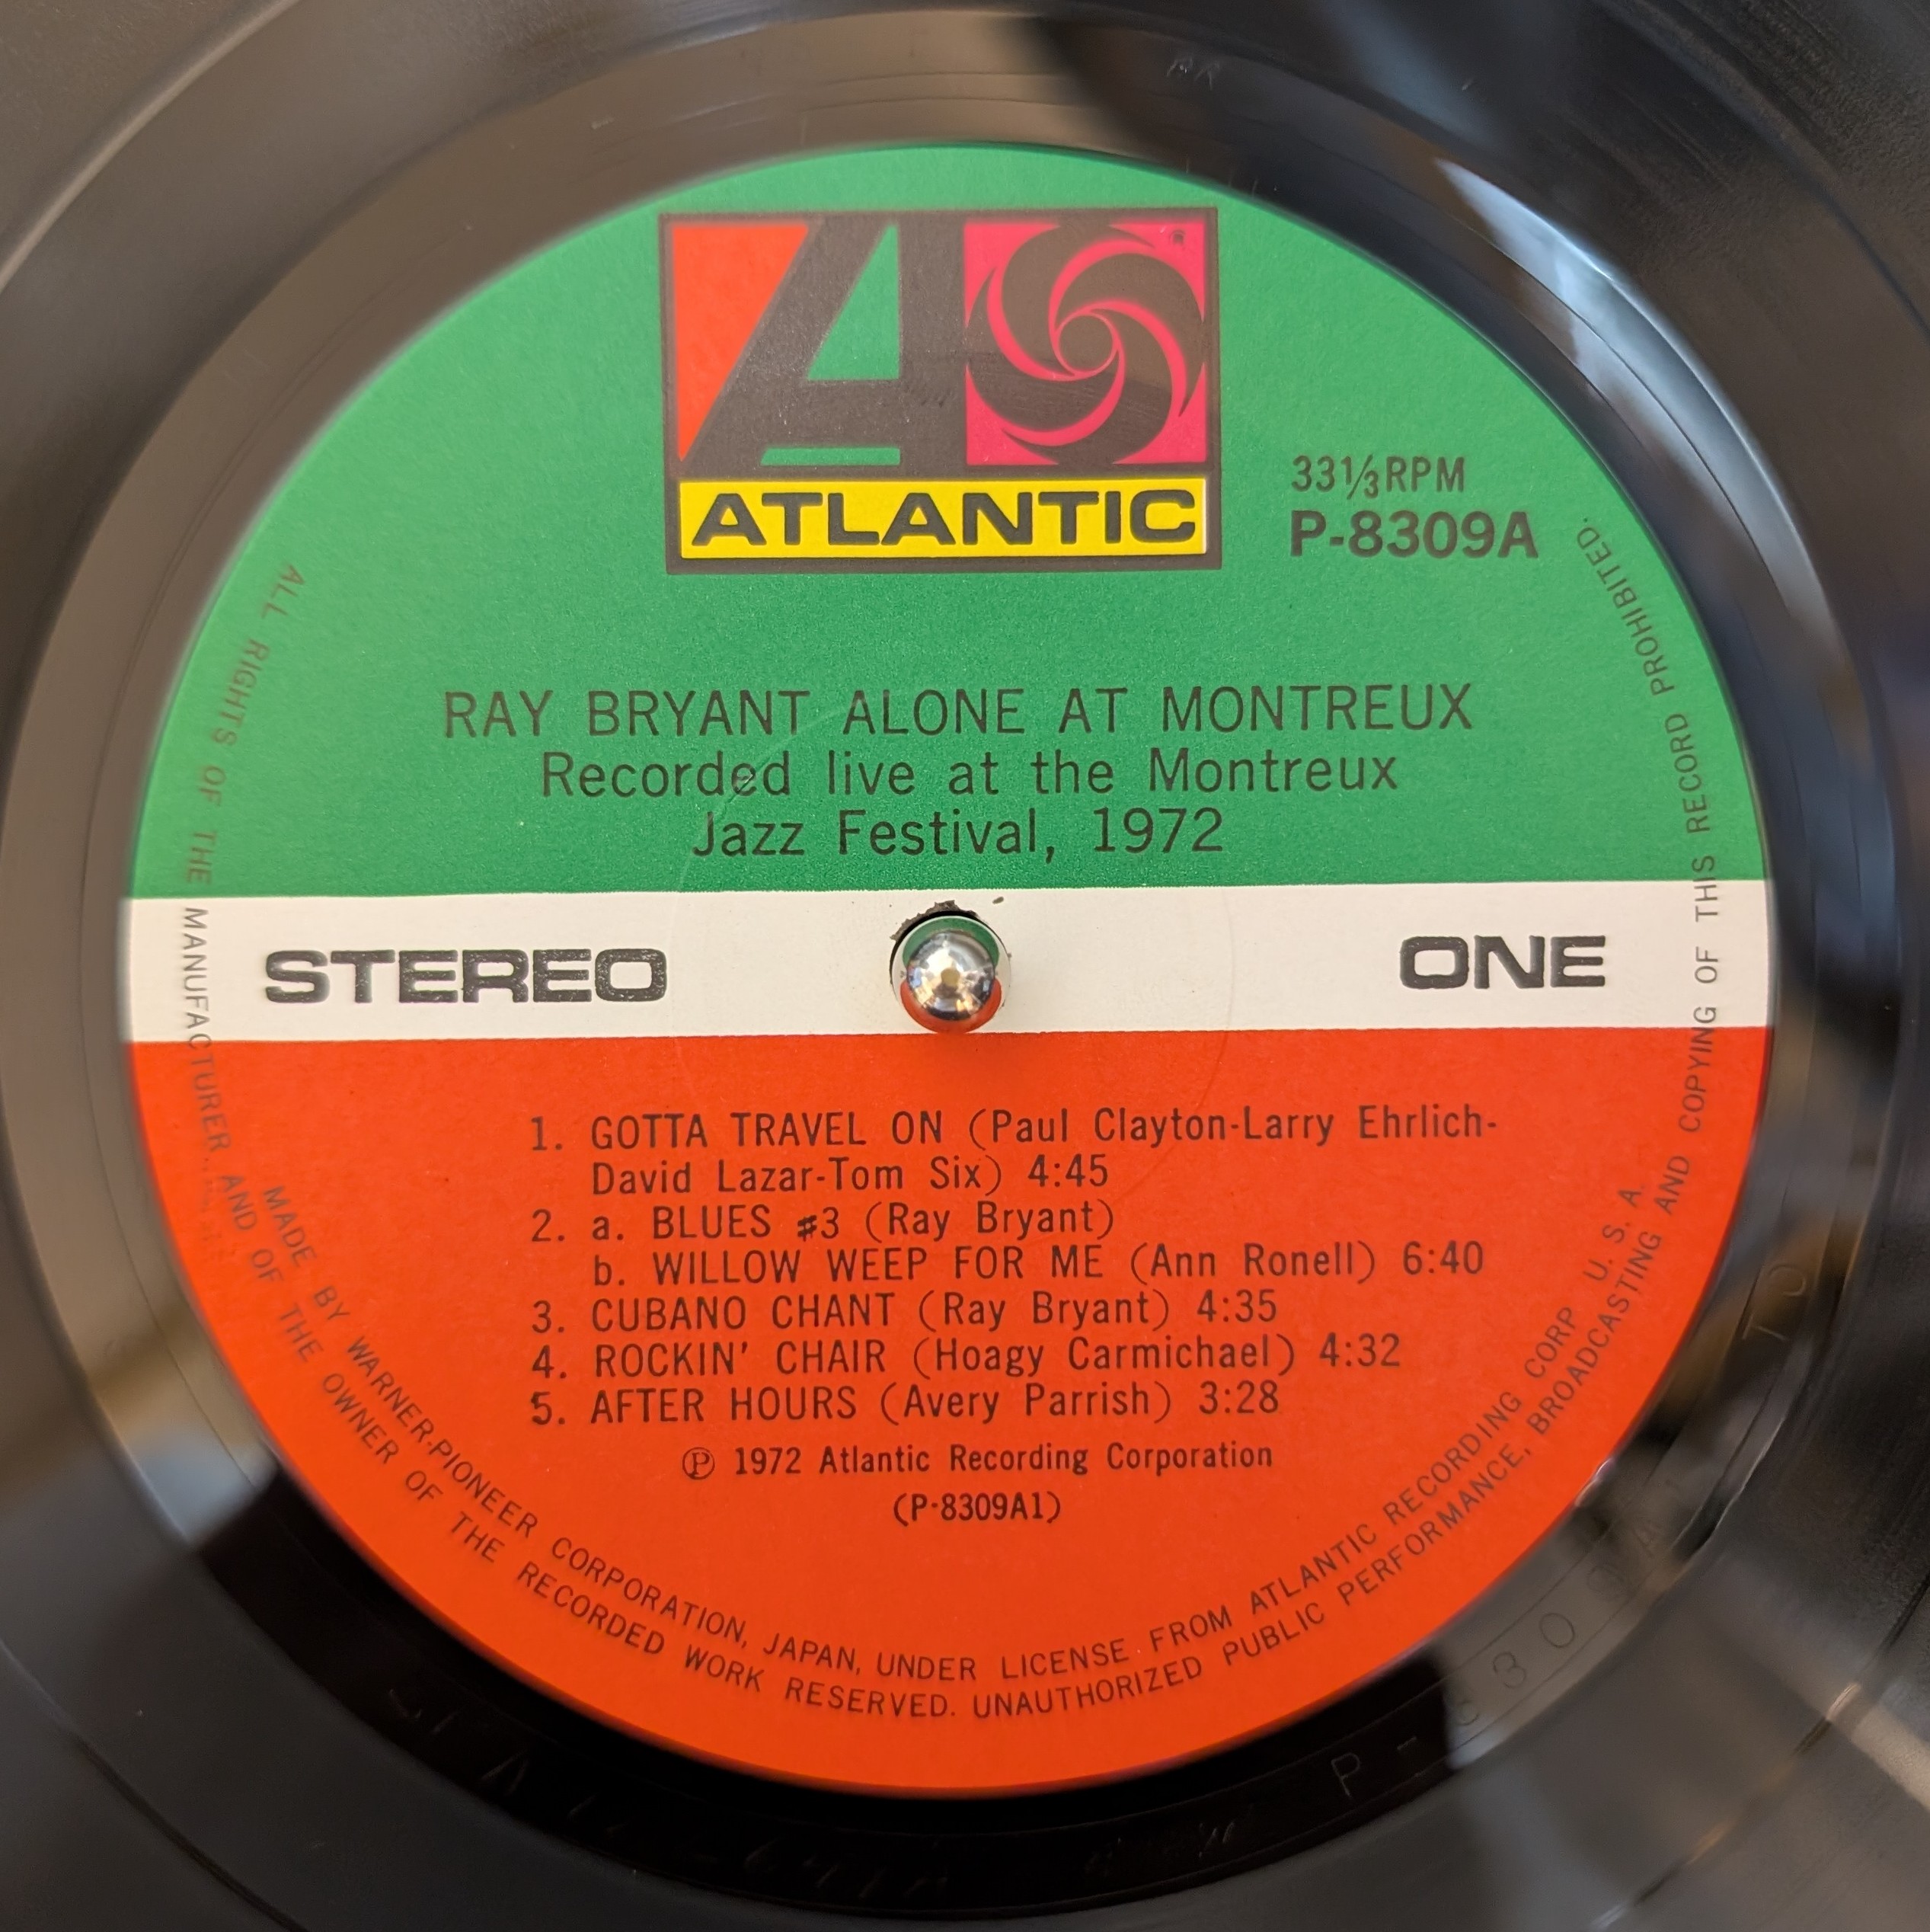 ATLANTIC
33⅓RPM
P-8309A
RAY BRYANT ALONE AT MONTREUX
Recorded live at the Montreux
Jazz Festival, 1972
STEREO
ONE
1. GOTTA TRAVEL ON (Paul Clayton-Larry Ehrlich-
David Lazar-Tom Six) 4:45
2. a. BLUES #3 (Ray Bryant)
b. WILLOW WEEP FOR ME (Ann Ronell) 6:40
3. CUBANO CHANT (Ray Bryant) 4:35
4. ROCKIN' CHAIR (Hoagy Carmichael) 4:32
5. AFTER HOURS (Avery Parrish) 3:28
Ⓟ 1972 Atlantic Recording Corporation
(P-8309A1)
MADE BY WARNER-PIONEER CORPORATION, JAPAN, UNDER LICENSE FROM ATLANTIC RECORDING CORP U. S. A.
ALL RIGHTS OF THE MANUFACTURER AND OF THE OWNER OF THE RECORDED WORK RESERVED. UNAUTHORIZED PUBLIC PERFORMANCE, BROADCASTING AND COPYING OF THIS RECORD PROHIBITED.